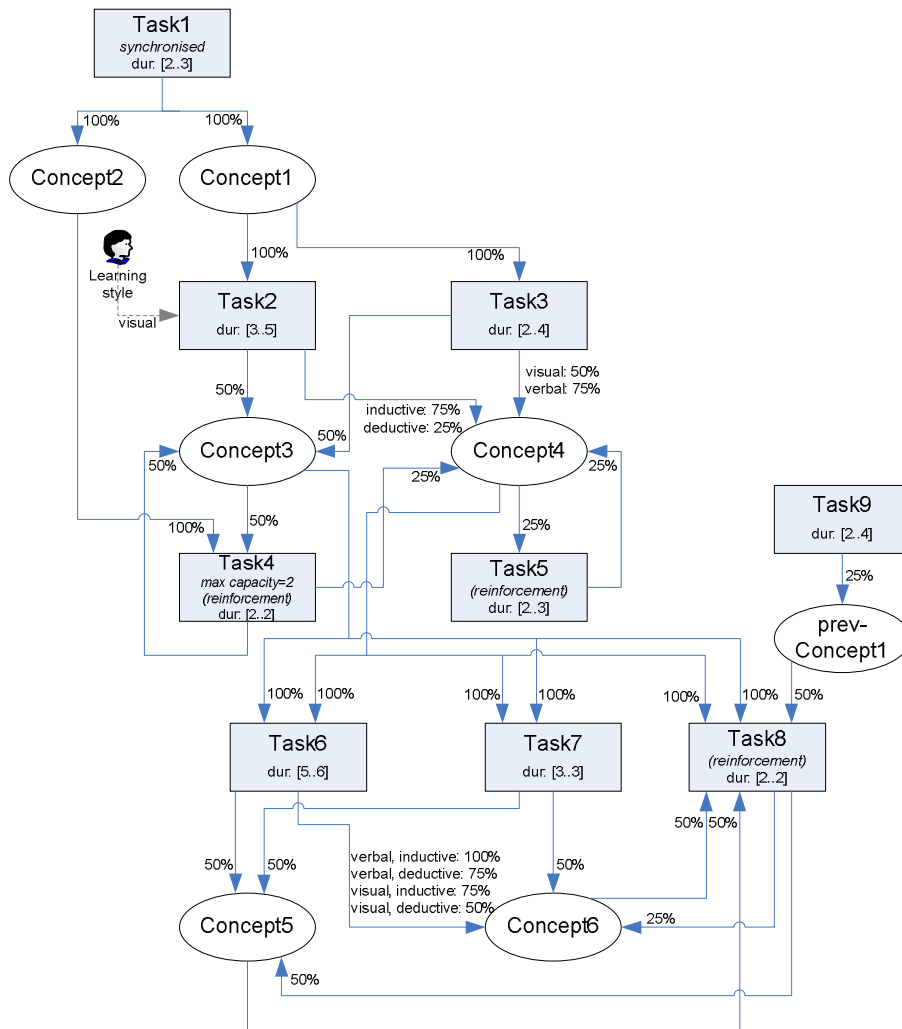 Task1
synchronised
dur: [2..3]
100%
100%
Concept2
Concept1
Learning
style
visual
100%
100%
Task2
dur: [3..5]
Task3
dur: [2..4]
50%
visual: 50%
verbal: 75%
inductive: 75%
deductive: 25%
50%
Concept3
Concept4
50%
25%
25%
100%
50%
25%
Task4
max capacity=2
(reinforcement)
dur: [2..2]
Task5
(reinforcement)
dur: [2..3]
Task9
dur: [2..4]
25%
prev-
Concept1
100%
100%
100%
100%
100%
100%
50%
Task6
dur: [5..6]
Task7
dur: [3..3]
Task8
(reinforcement)
dur: [2..2]
50%
50%
verbal, inductive: 100%
verbal, deductive: 75%
visual, inductive: 75%
visual, deductive: 50%
50%
50%
50%
Concept5
Concept6
25%
50%